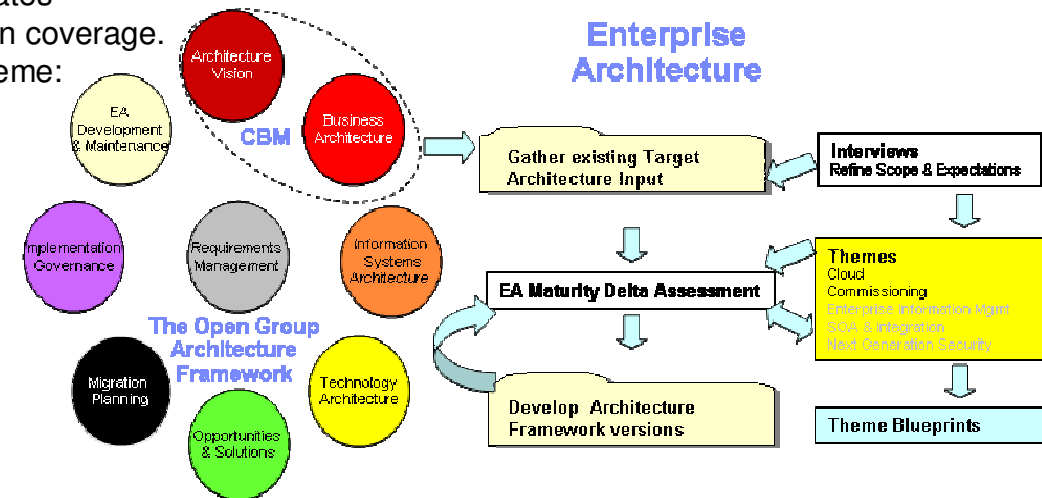 n coverage.
eme:
Enterprise
Architecture
Architecture
Vision
Business
Architecture
CBM
EA
Development
& Maintenance
Implementation
Governance
Requirements
Management
Information
Systems
Architecture
The Open Group
Architecture
Framework
Migration
Planning
Technology
Architecture
Opportunities
& Solutions
Gather existing Target
Architecture Input
Interviews
Refine Scope & Expectations
EA Maturity Delta Assessment
Themes
Cloud
Commissioning
Enterprise Information Mgmt
SOA & Integration
Next Generation Security
Develop Architecture
Framework versions
Theme Blueprints